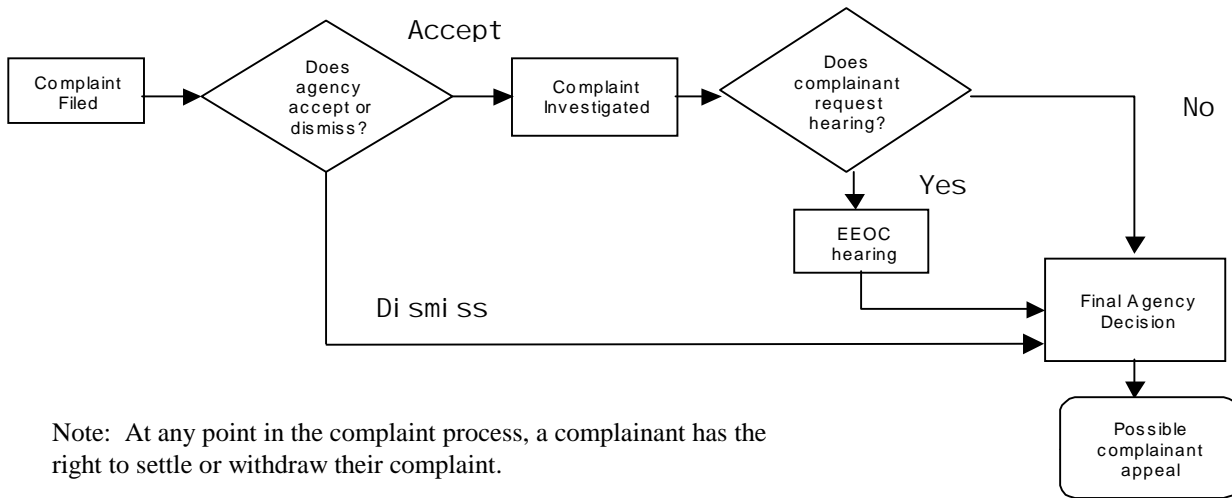 Accept
Complaint
Filed
Does
agency
accept or
dismiss?
Complaint
Investigated
Does
complainant
request
hearing?
No
Yes
EEOC
hearing
Dismiss
Final Agency
Decision
Note: At any point in the complaint process, a complainant has the
right to settle or withdraw their complaint.
Possible
complainant
appeal